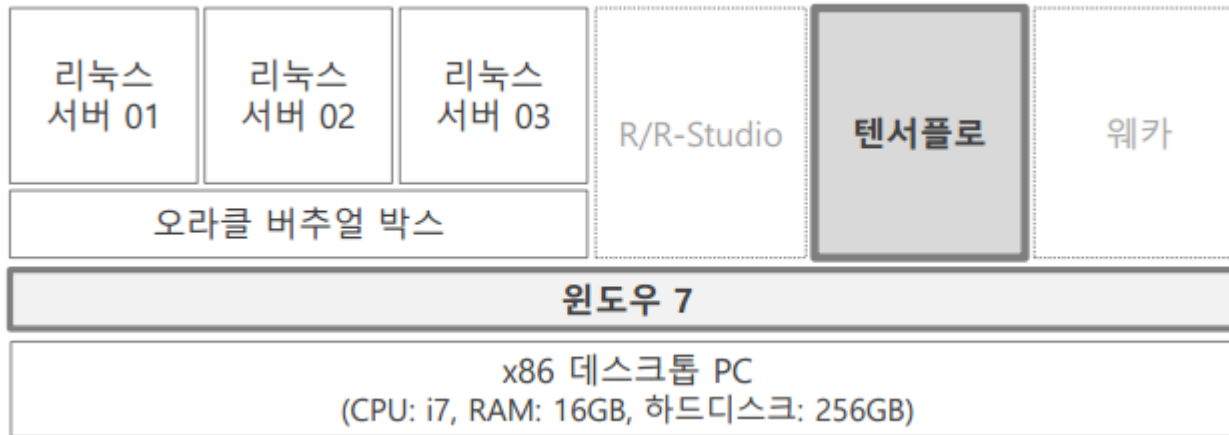 리눅스
서버 01
리눅스
서버 02
리눅스
서버 03
R/R-Studio
텐서플로
웨카
오라클 버추얼 박스
윈도우 7
x86 데스크톱 PC
(CPU: i7, RAM: 16GB, 하드디스크: 256GB)